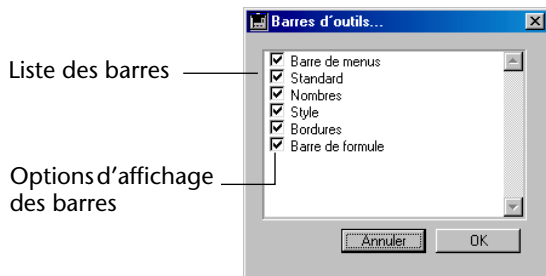 Barres d'outils...
Liste des barres
Barre de menus
Standard
Nombres
Style
Bordures
Barre de formule
Options d'affichage
des barres
Annuler
OK